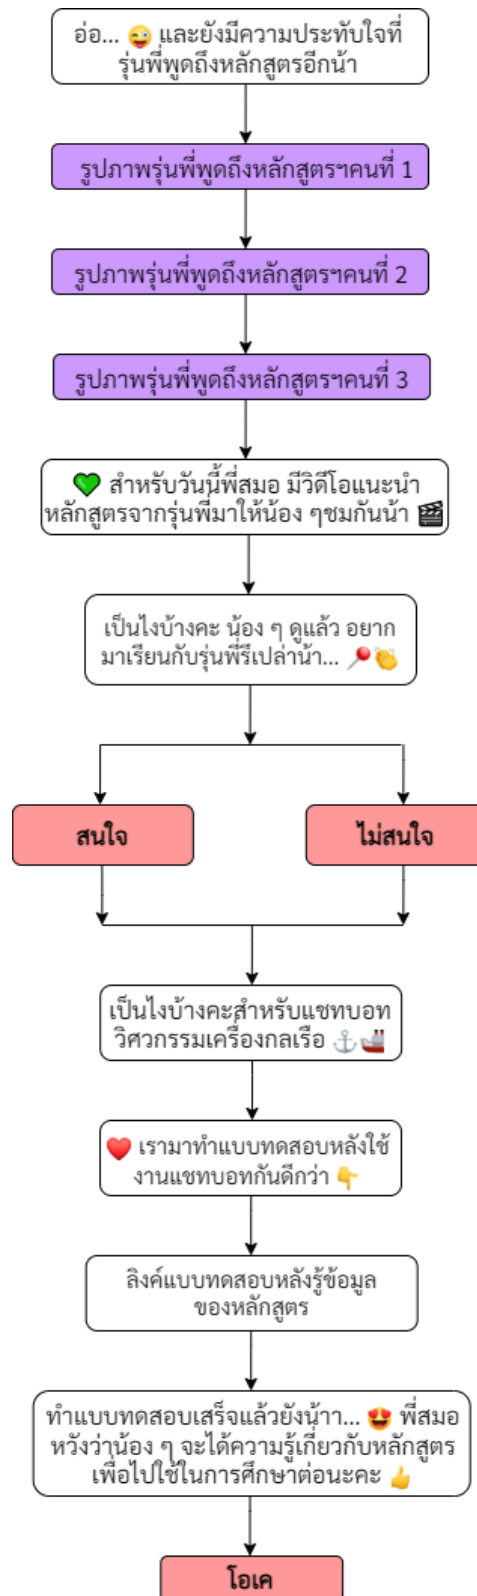 อ่อ... 😜 และยังมีความประทับใจที่
รุ่นพี่พูดถึงหลักสูตรอีกน้า
รูปภาพรุ่นพี่พูดถึงหลักสูตรฯคนที่ 1
รูปภาพรุ่นพี่พูดถึงหลักสูตรฯคนที่ 2
รูปภาพรุ่นพี่พูดถึงหลักสูตรฯคนที่ 3
💚 สำหรับวันนี้พี่สมอ มีวิดีโอแนะนำ
หลักสูตรจากรุ่นพี่มาให้น้อง ๆชมกันน้า 🎬
เป็นไงบ้างคะ น้อง ๆ ดูแล้ว อยาก
มาเรียนกับรุ่นพี่รึเปล่าน้า... 📍👏
สนใจ
ไม่สนใจ
เป็นไงบ้างคะสำหรับแชทบอท
วิศวกรรมเครื่องกลเรือ ⚓🚢
❤️ เรามาทำแบบทดสอบหลังใช้
งานแชทบอทกันดีกว่า 👇
ลิงค์แบบทดสอบหลังรู้ข้อมูล
ของหลักสูตร
ทำแบบทดสอบเสร็จแล้วยังน้าา... 😍 พี่สมอ
หวังว่าน้อง ๆ จะได้ความรู้เกี่ยวกับหลักสูตร
เพื่อไปใช้ในการศึกษาต่อนะคะ 👍
โอเค